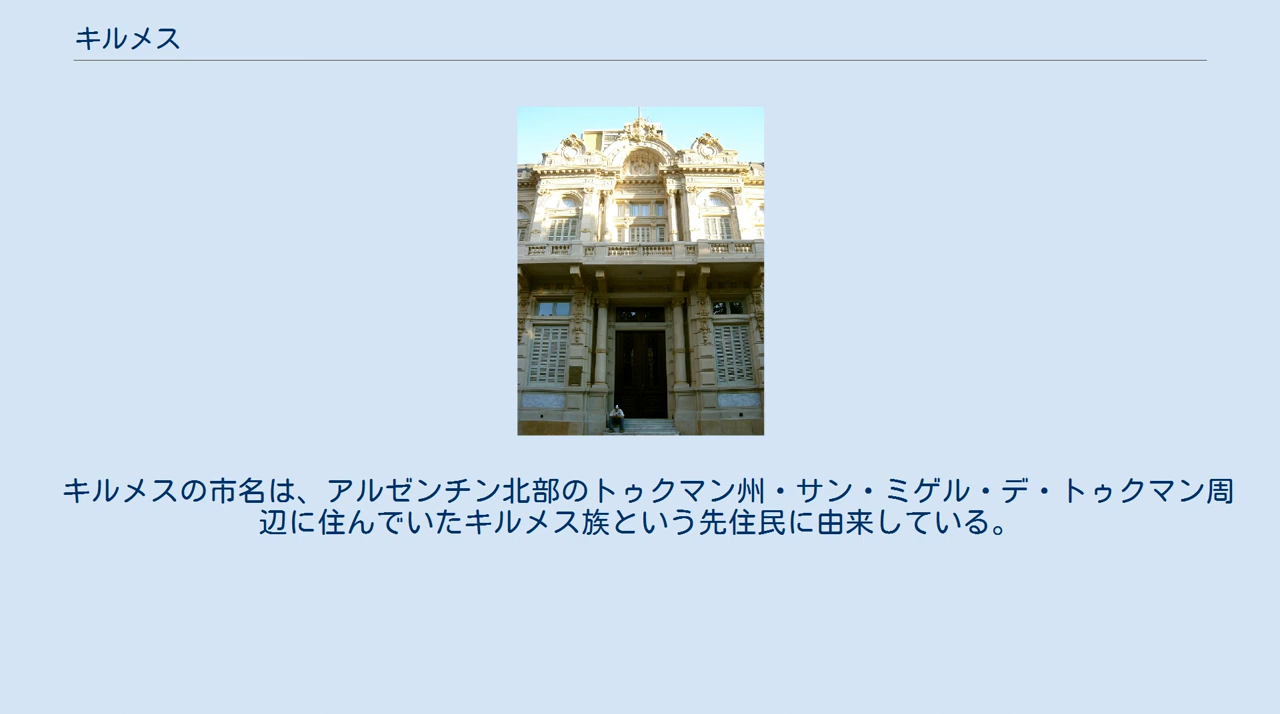 キルメス
キルメスの市名は、アルゼンチン北部のトゥクマン州・サン・ミゲル・デ・トゥクマン周
辺に住んでいたキルメス族という先住民に由来している。